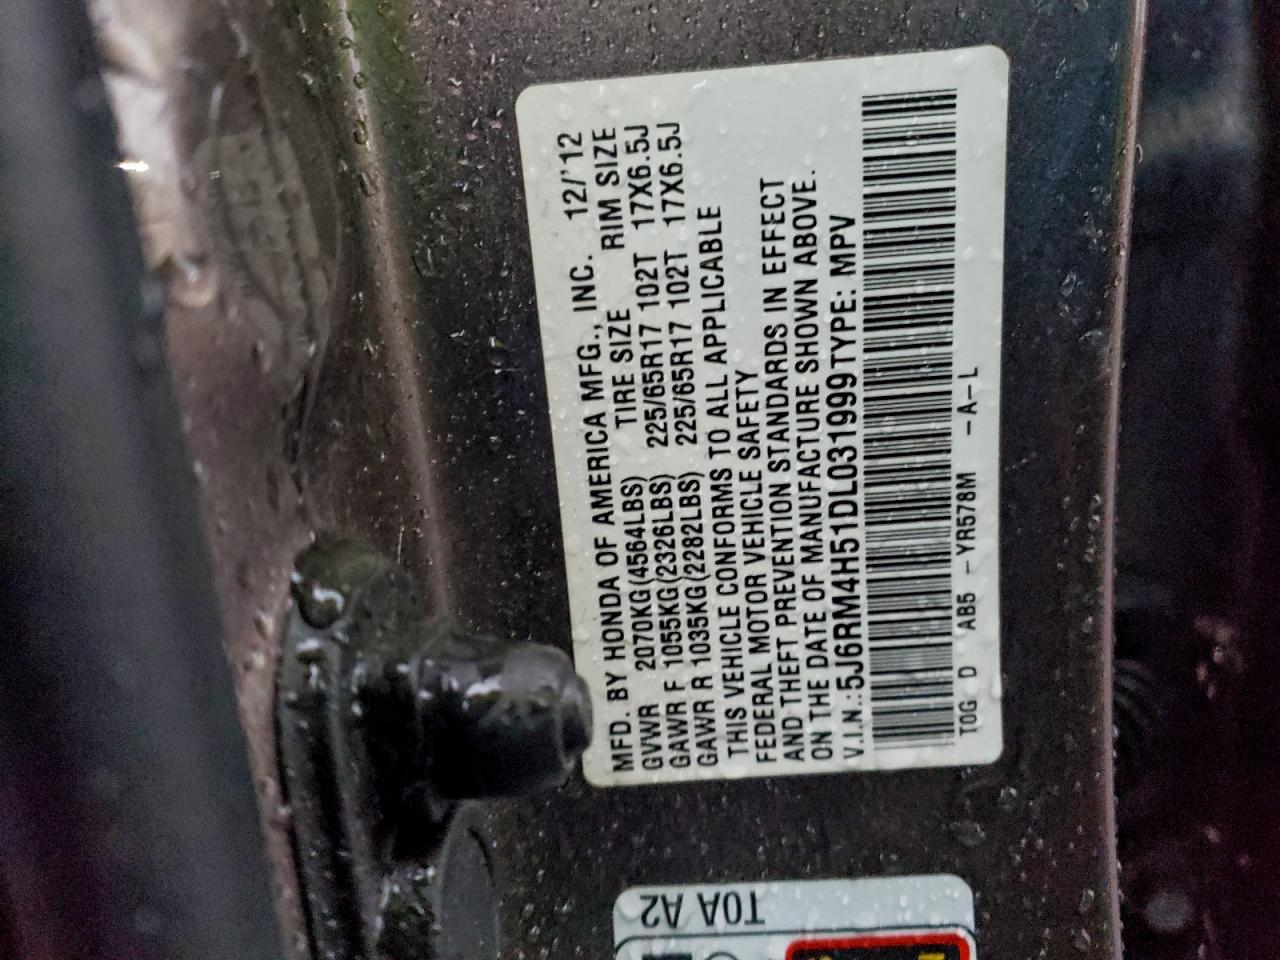 MFD. BY HONDA OF AMERICA MFG., INC. 12/'12
GVWR 2070KG(4564LBS) TIRE SIZE RIM SIZE
GAWR F 1055KG(2326LBS) 225/65R17 102T 17X6.5J
GAWR R 1035KG(2282LBS) 225/65R17 102T 17X6.5J
THIS VEHICLE CONFORMS TO ALL APPLICABLE
FEDERAL MOTOR VEHICLE SAFETY
AND THEFT PREVENTION STANDARDS IN EFFECT
ON THE DATE OF MANUFACTURE SHOWN ABOVE.
V.I.N.: 5J6RM4H51DL031999 TYPE: MPV
T0G D AB5 - YR578M -A-L
T0A A2